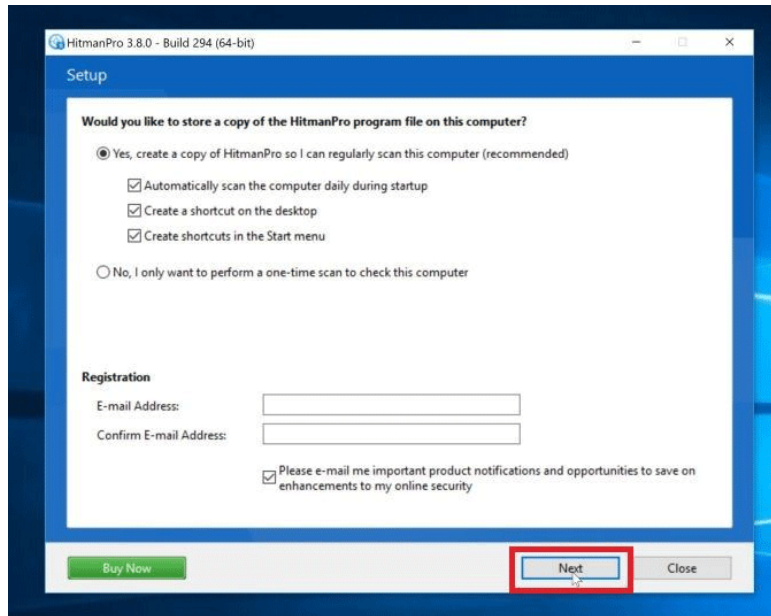 HitmanPro 3.8.0 - Build 294 (64-bit)
Setup
Would you like to store a copy of the HitmanPro program file on this computer?
Yes, create a copy of HitmanPro so I can regularly scan this computer (recommended)
Automatically scan the computer daily during startup
Create a shortcut on the desktop
Create shortcuts in the Start menu
No, I only want to perform a one-time scan to check this computer
Registration
E-mail Address:
Confirm E-mail Address:
Please e-mail me important product notifications and opportunities to save on
enhancements to my online security
Buy Now
Next
Close